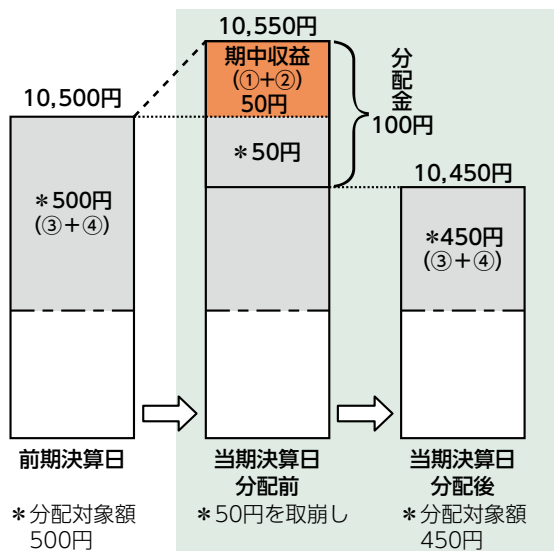 10,550円
期中収益
(①+②)
50円
分配金
100円
10,500円
＊50円
10,450円
＊500円
(③+④)
＊450円
(③+④)
前期決算日
当期決算日
分配前
当期決算日
分配後
＊分配対象額
500円
＊50円を取崩し
＊分配対象額
450円